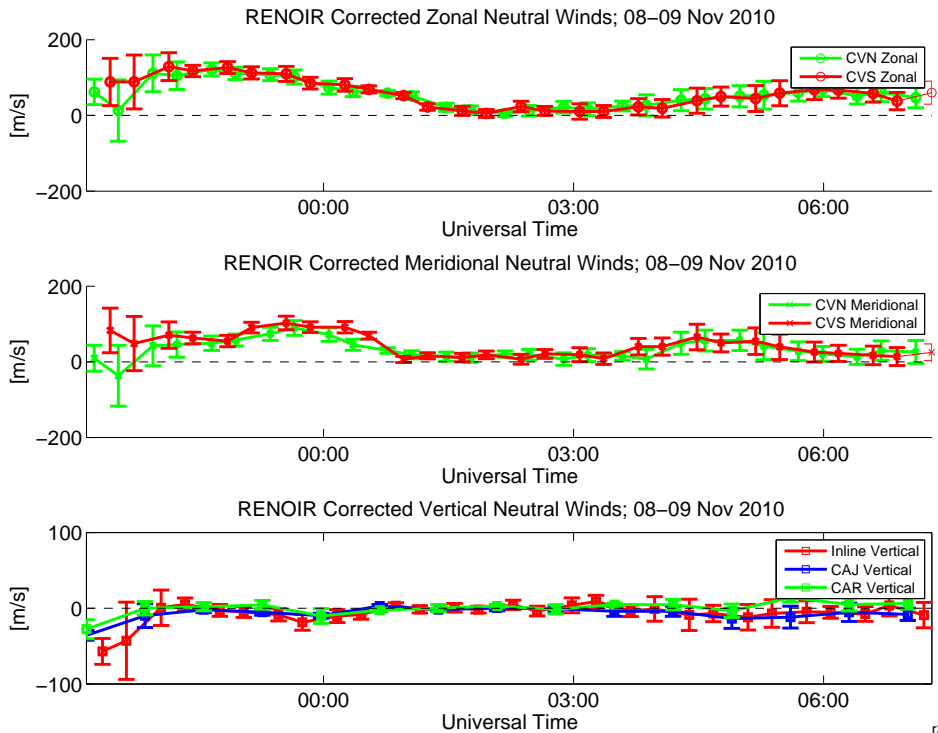 RENOIR Corrected Zonal Neutral Winds; 08−09 Nov 2010
200
0
−200
[m/s]
CVN Zonal
CVS Zonal
00:00
03:00
06:00
Universal Time
RENOIR Corrected Meridional Neutral Winds; 08−09 Nov 2010
200
0
−200
[m/s]
CVN Meridional
CVS Meridional
00:00
03:00
06:00
Universal Time
RENOIR Corrected Vertical Neutral Winds; 08−09 Nov 2010
100
0
−100
[m/s]
Inline Vertical
CAJ Vertical
CAR Vertical
00:00
03:00
06:00
Universal Time